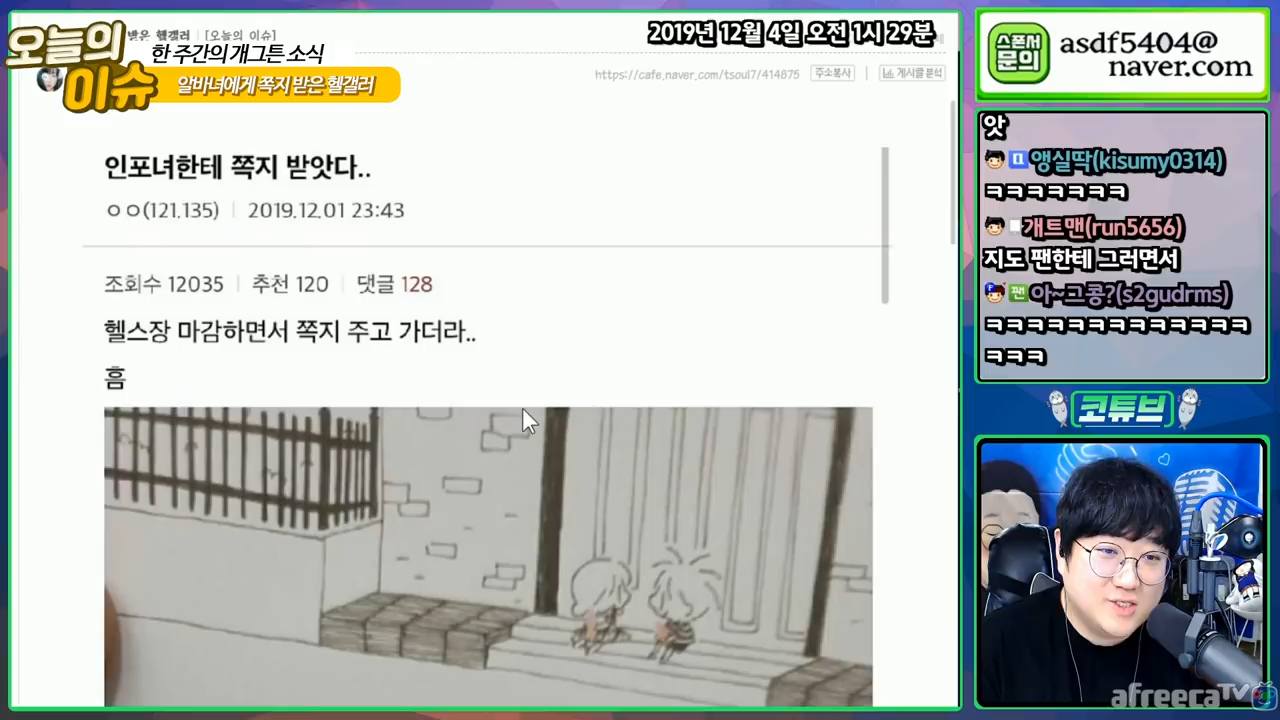 오늘의
이슈
받은 헬갤러 | [오늘의 이슈]
한 주간의 개그튼 소식
알바녀에게 쪽지 받은 헬갤러
2019년 12월 4일 오전 1시 29분
https://cafe.naver.com/tsoul7/414875 주소복사 | 게시글 분석
인포녀한테 쪽지 받앗다..
ㅇㅇ(121.135) | 2019.12.01 23:43
조회수 12035 | 추천 120 | 댓글 128
헬스장 마감하면서 쪽지 주고 가더라..
흠
스폰서
문의
asdf5404@
naver.com
앗
앵실딱(kisumy0314)
ㅋㅋㅋㅋㅋㅋㅋ
개트맨(run5656)
지도 팬한테 그러면서
팬 아~그콩?(s2gudrms)
ㅋㅋㅋㅋㅋㅋㅋㅋㅋㅋㅋㅋㅋ
ㅋㅋㅋ
코튜브
afreecaTV